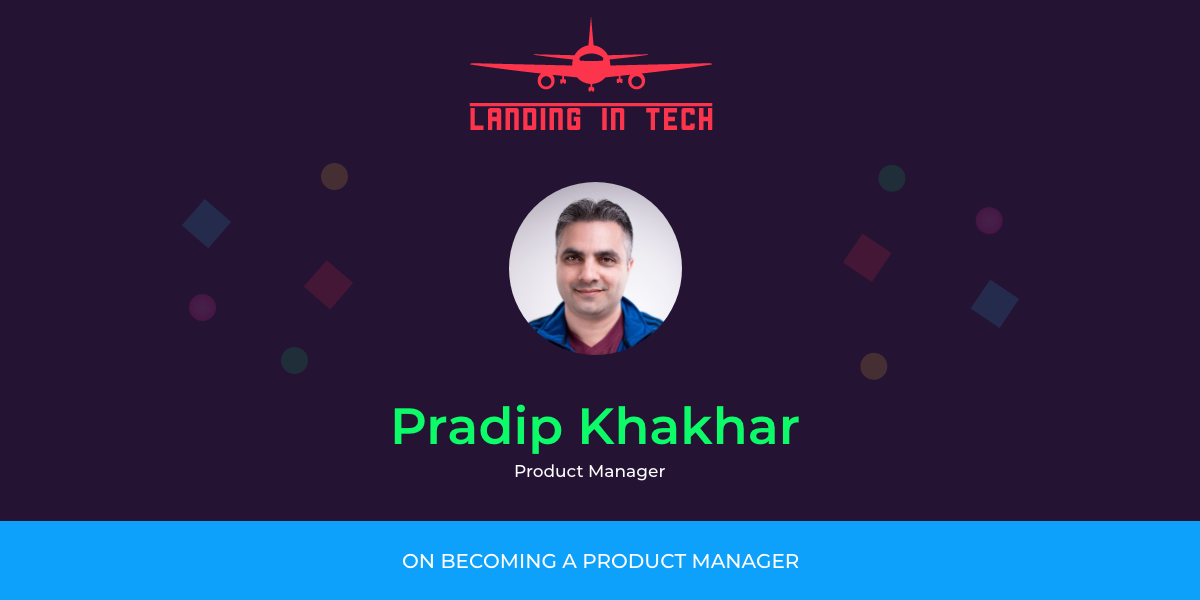 LANDING IN TECH
Pradip Khakhar
Product Manager
ON BECOMING A PRODUCT MANAGER